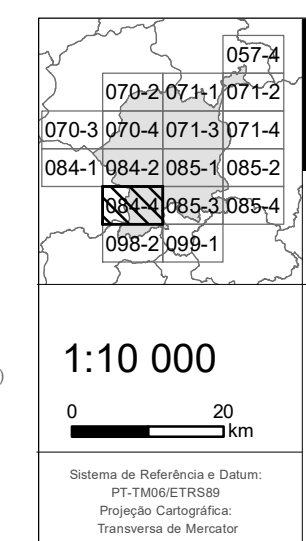 057-4
070-2 071-1 071-2
070-3 070-4 071-3 071-4
084-1 084-2 085-1 085-2
084-4 085-3 085-4
098-2 099-1
1:10 000
0 20
km
Sistema de Referência e Datum:
PT-TM06/ETRS89
Projeção Cartográfica:
Transversa de Mercator
)